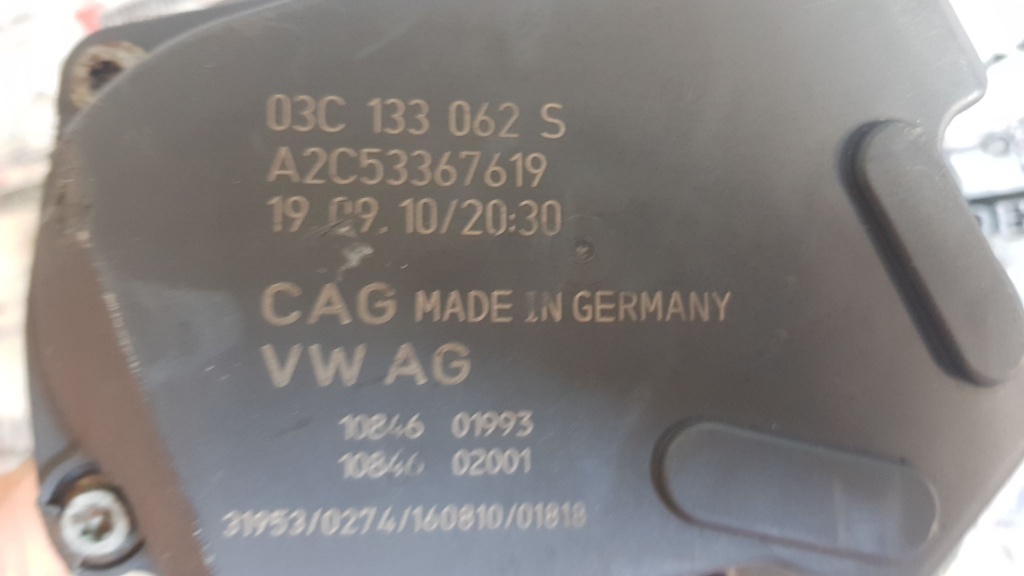 03C 133 062 S
A2C53367619
19.09.10/20:30
CAG MADE IN GERMANY
VW AG
10846 01993
10846 02001
31953/0274/160810/01818